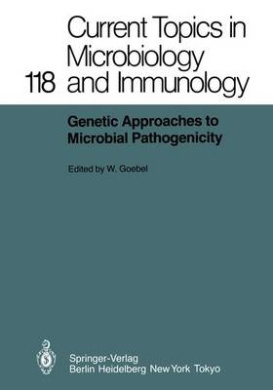 Current Topics in
Microbiology
118 and Immunology
Genetic Approaches to
Microbial Pathogenicity
Edited by W. Goebel
Springer-Verlag
Berlin Heidelberg New York Tokyo